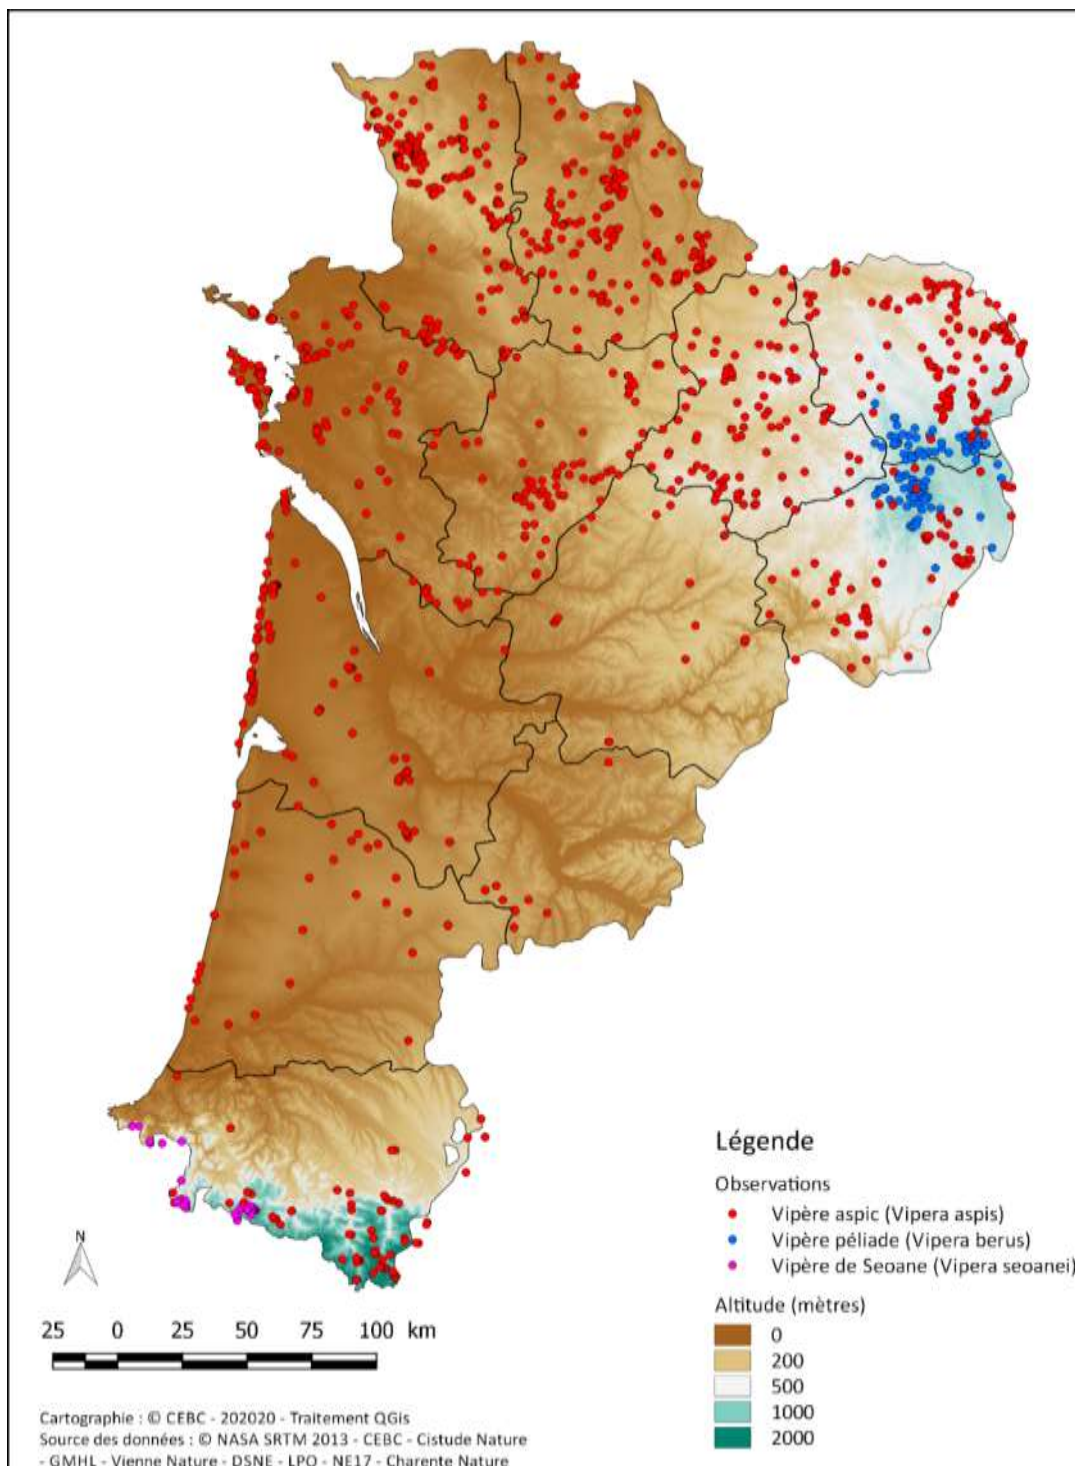 Légende
Observations
Vipère aspic (Vipera aspis)
Vipère péliade (Vipera berus)
Vipère de Seoane (Vipera seoanei)
N
Altitude (mètres)
0
200
500
1000
2000
25 0 25 50 75 100 km
Cartographie : © CEBC - 202020 - Traitement QGis
Source des données : © NASA SRTM 2013 - CEBC - Cistude Nature
- GMHL - Vienne Nature - DSNE - LPO - NE17 - Charente Nature